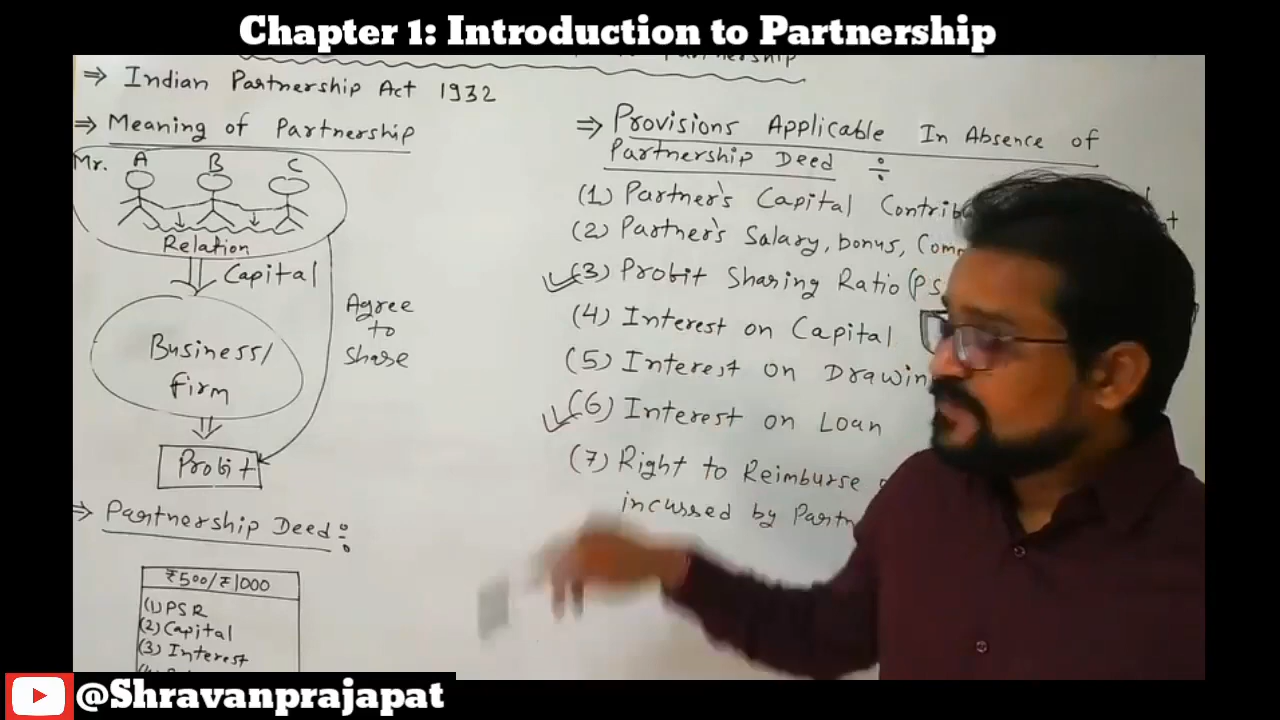 Chapter 1: Introduction to Partnership
Partnership
⇒ Indian Partnership Act 1932
⇒ Meaning of Partnership
Mr. A B C
Relation
Capital
Agree
to
share
Business/
firm
Profit
⇒ Partnership Deed :
₹500/₹1000
(1) PSR
(2) Capital
(3) Interest
⇒ Provisions Applicable In Absence of
Partnership Deed ÷
(1) Partner's Capital Contrib
(2) Partner's Salary, bonus, Com
(3) Profit Sharing Ratio (PS
(4) Interest on Capital
(5) Interest on Drawin
(6) Interest on Loan
(7) Right to Reimburse
incurred by Partn
@Shravanprajapat